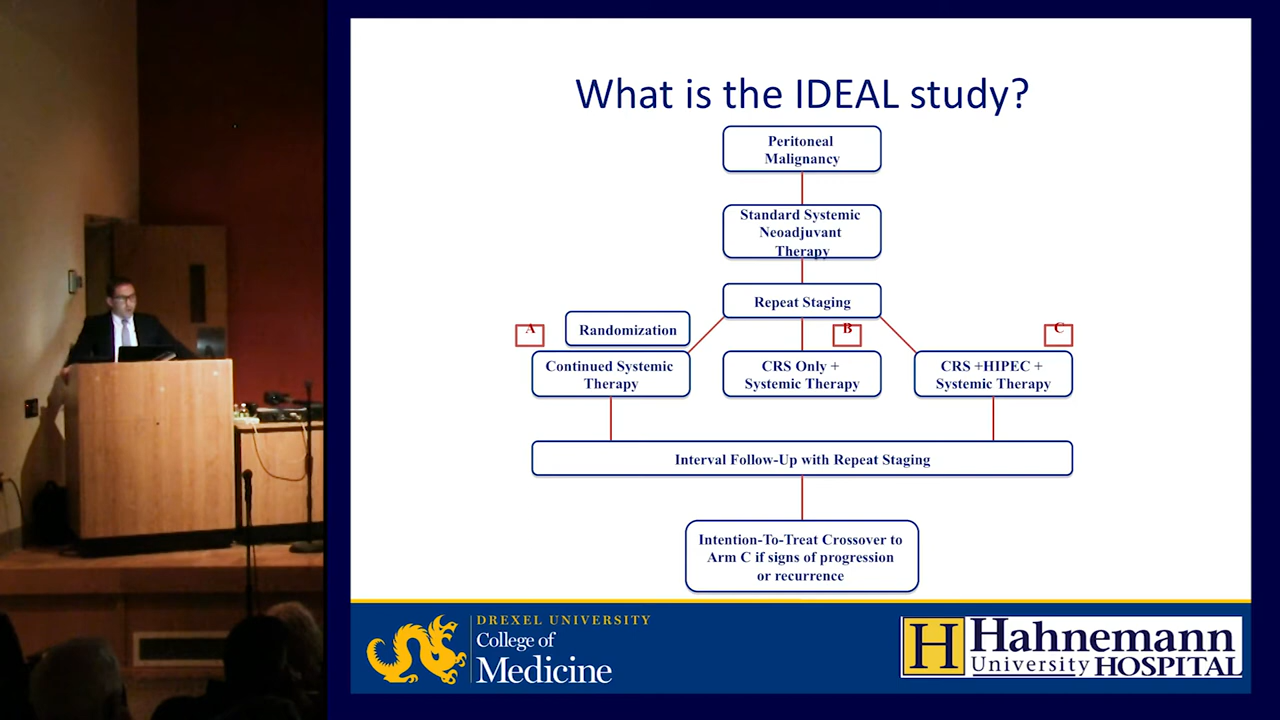 What is the IDEAL study?
Peritoneal
Malignancy
Standard Systemic
Neoadjuvant
Therapy
Repeat Staging
A
Randomization
B
C
Continued Systemic
Therapy
CRS Only +
Systemic Therapy
CRS +HIPEC +
Systemic Therapy
Interval Follow-Up with Repeat Staging
Intention-To-Treat Crossover to
Arm C if signs of progression
or recurrence
DREXEL UNIVERSITY
College of
Medicine
H
Hahnemann
University HOSPITAL